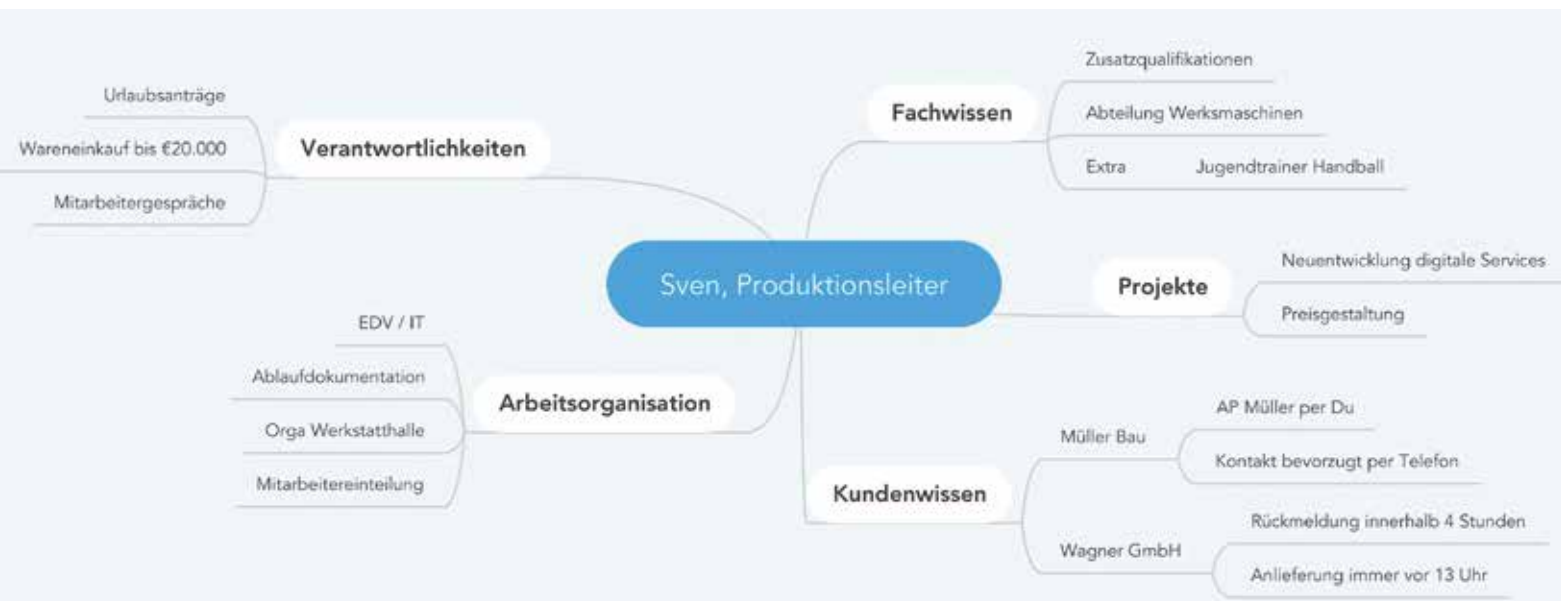 Sven, Produktionsleiter
Verantwortlichkeiten
Urlaubsanträge
Wareneinkauf bis €20.000
Mitarbeitergespräche
Arbeitsorganisation
EDV / IT
Ablaufdokumentation
Orga Werkstatthalle
Mitarbeitereinteilung
Fachwissen
Zusatzqualifikationen
Abteilung Werksmaschinen
Extra Jugendtrainer Handball
Projekte
Neuentwicklung digitale Services
Preisgestaltung
Kundenwissen
Müller Bau
AP Müller per Du
Kontakt bevorzugt per Telefon
Wagner GmbH
Rückmeldung innerhalb 4 Stunden
Anlieferung immer vor 13 Uhr